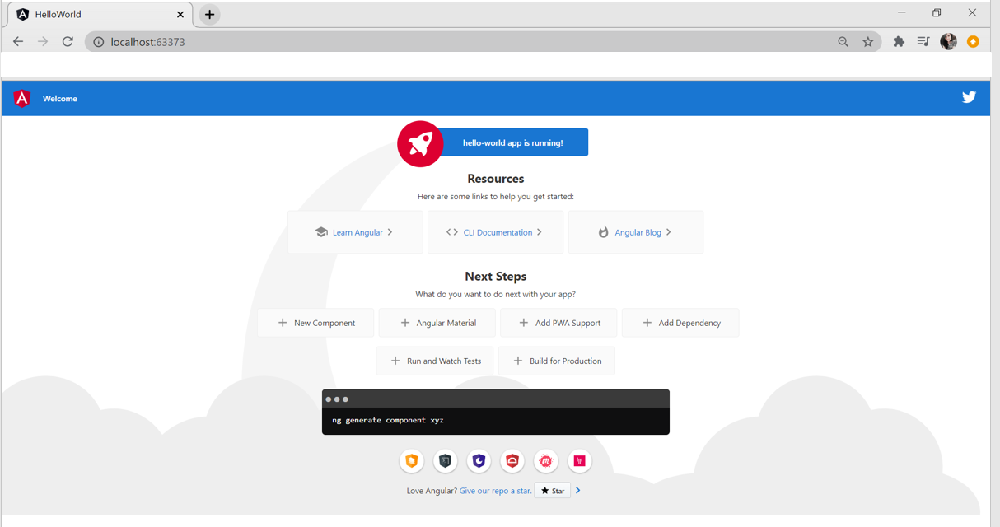 HelloWorld
localhost:63373
Welcome
hello-world app is running!
Resources
Here are some links to help you get started:
Learn Angular
CLI Documentation
Angular Blog
Next Steps
What do you want to do next with your app?
New Component
Angular Material
Add PWA Support
Add Dependency
Run and Watch Tests
Build for Production
ng generate component xyz
Love Angular? Give our repo a star. Star